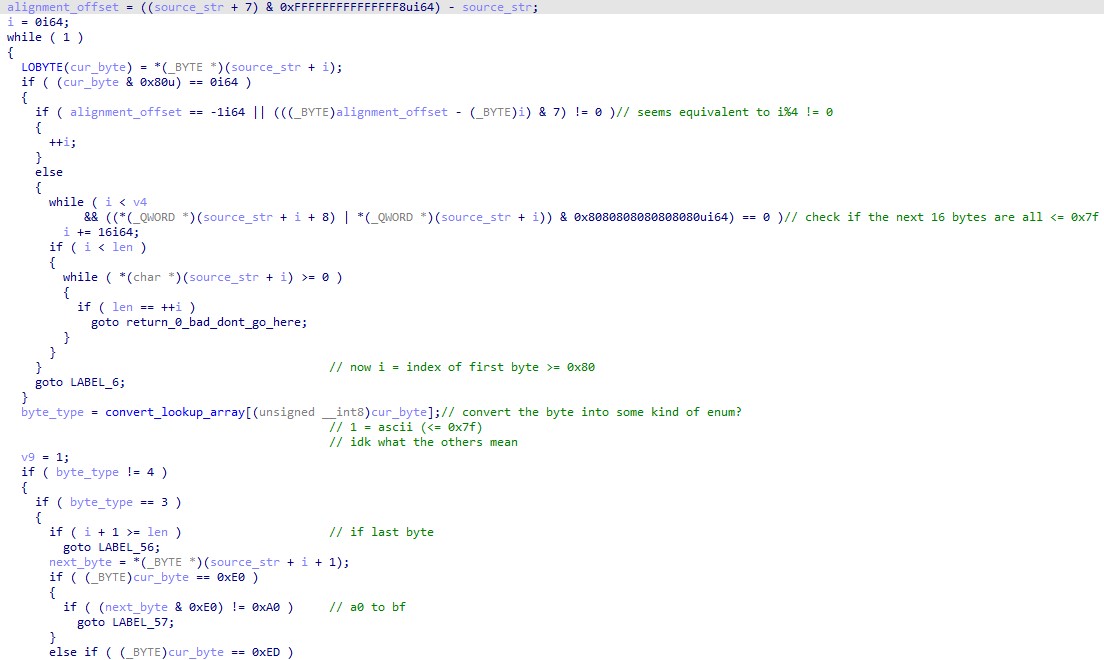 alignment_offset = ((source_str + 7) & 0xFFFFFFFFFFFFFFF8ui64) - source_str;
i = 0i64;
while ( 1 )
{
  LOBYTE(cur_byte) = *(_BYTE *)(source_str + i);
  if ( (cur_byte & 0x80u) == 0i64 )
  {
    if ( alignment_offset == -1i64 || (((_BYTE)alignment_offset - (_BYTE)i) & 7) != 0 )// seems equivalent to i%4 != 0
    {
      ++i;
    }
    else
    {
      while ( i < v4
           && ((*(_QWORD *)(source_str + i + 8) | *(_QWORD *)(source_str + i)) & 0x8080808080808080ui64) == 0 )// check if the next 16 bytes are all <= 0x7f
        i += 16i64;
      if ( i < len )
      {
        while ( *(char *)(source_str + i) >= 0 )
        {
          if ( len == ++i )
            goto return_0_bad_dont_go_here;
        }
      }
    }                                         // now i = index of first byte >= 0x80
    goto LABEL_6;
  }
  byte_type = convert_lookup_array[(unsigned __int8)cur_byte];// convert the byte into some kind of enum?
                                              // 1 = ascii (<= 0x7f)
                                              // idk what the others mean
  v9 = 1;
  if ( byte_type != 4 )
  {
    if ( byte_type == 3 )
    {
      if ( i + 1 >= len )                     // if last byte
        goto LABEL_56;
      next_byte = *(_BYTE *)(source_str + i + 1);
      if ( (_BYTE)cur_byte == 0xE0 )
      {
        if ( (next_byte & 0xE0) != 0xA0 )     // a0 to bf
          goto LABEL_57;
      }
      else if ( (_BYTE)cur_byte == 0xED )